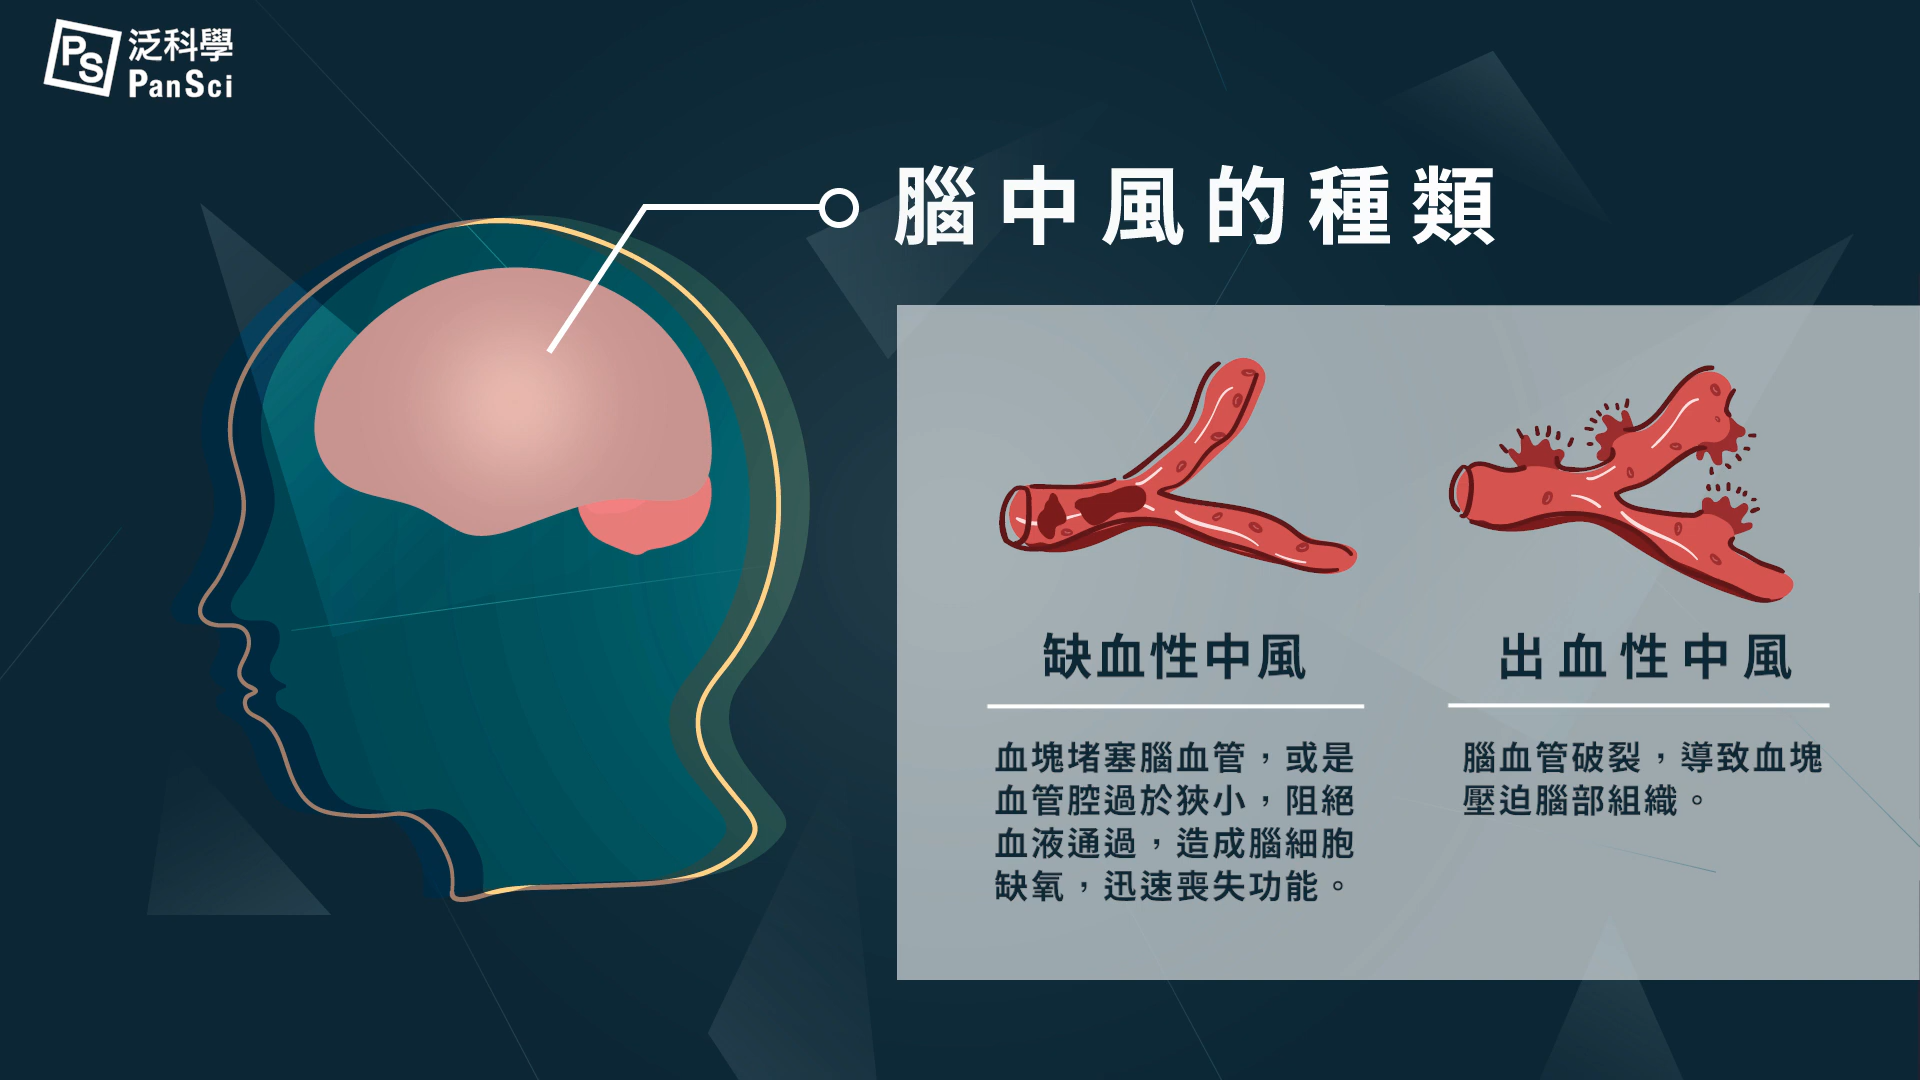 PS 泛科學
PanSci
腦中風的種類
缺血性中風
血塊堵塞腦血管，或是
血管腔過於狹小，阻絕
血液通過，造成腦細胞
缺氧，迅速喪失功能。
出血性中風
腦血管破裂，導致血塊
壓迫腦部組織。